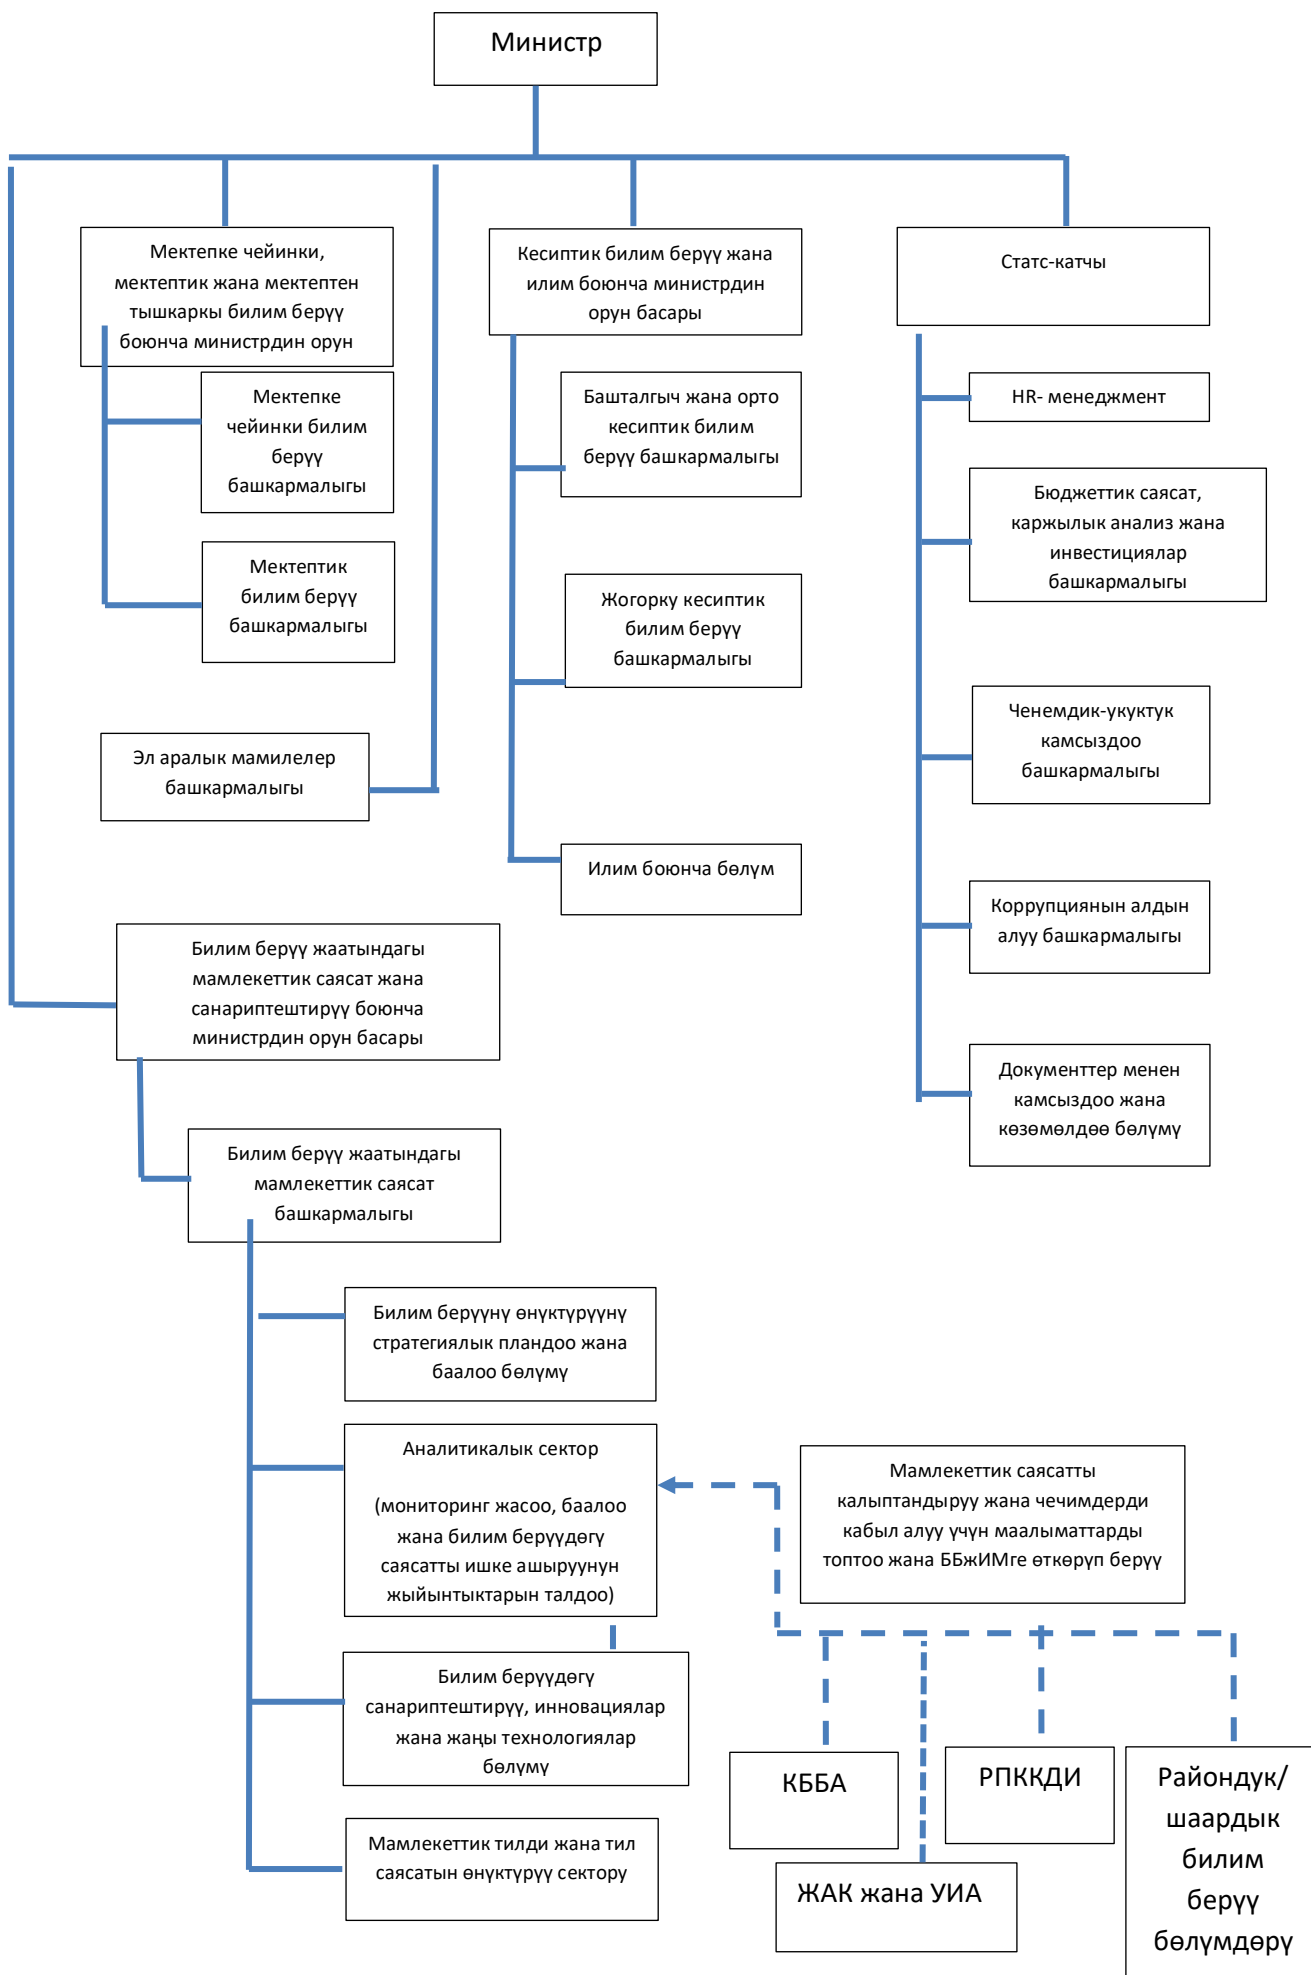 Министр
Мектепке чейинки,
мектептик жана мектептен
тышкаркы билим берүү
боюнча министрдин орун
Кесиптик билим берүү жана
илим боюнча министрдин
орун басары
Статс-катчы
Мектепке
чейинки билим
берүү
башкармалыгы
Мектептик
билим берүү
башкармалыгы
Башталгыч жана орто
кесиптик билим
берүү башкармалыгы
Жогорку кесиптик
билим берүү
башкармалыгы
Илим боюнча бөлүм
HR- менеджмент
Бюджеттик саясат,
каржылык анализ жана
инвестициялар
башкармалыгы
Ченемдик-укуктук
камсыздоо
башкармалыгы
Коррупциянын алдын
алуу башкармалыгы
Документтер менен
камсыздоо жана
көзөмөлдөө бөлүмү
Эл аралык мамилелер
башкармалыгы
Билим берүү жаатындагы
мамлекеттик саясат жана
санариптештирүү боюнча
министрдин орун басары
Билим берүү жаатындагы
мамлекеттик саясат
башкармалыгы
Билим берүүнү өнүктүрүүнү
стратегиялык пландоо жана
баалоо бөлүмү
Аналитикалык сектор
(мониторинг жасоо, баалоо
жана билим берүүдөгү
саясатты ишке ашыруунун
жыйынтыктарын талдоо)
Билим берүүдөгү
санариптештирүү, инновациялар
жана жаңы технологиялар
бөлүмү
Мамлекеттик тилди жана тил
саясатын өнүктүрүү сектору
Мамлекеттик саясатты
калыптандыруу жана чечимдерди
кабыл алуу үчүн маалыматтарды
топтоо жана ББжИМге өткөрүп берүү
КББА
ЖАК жана УИА
РПККДИ
Райондук/
шаардык
билим
берүү
бөлүмдөрү